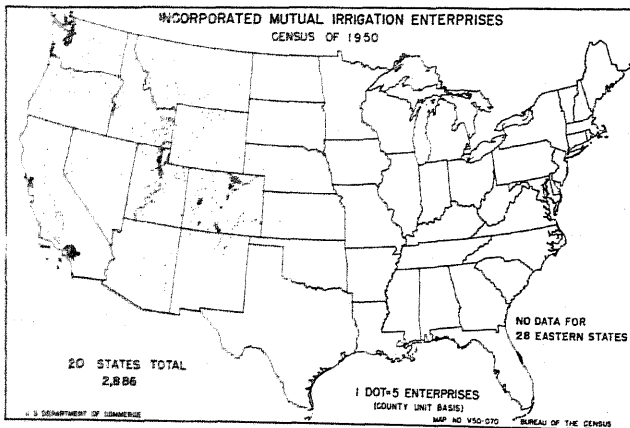 INCORPORATED MUTUAL IRRIGATION ENTERPRISES
CENSUS OF 1950
NO DATA FOR
28 EASTERN STATES
20 STATES TOTAL
2,886
1 DOT=5 ENTERPRISES
(COUNTY UNIT BASIS)
U S DEPARTMENT OF COMMERCE
MAP NO V50-070
BUREAU OF THE CENSUS